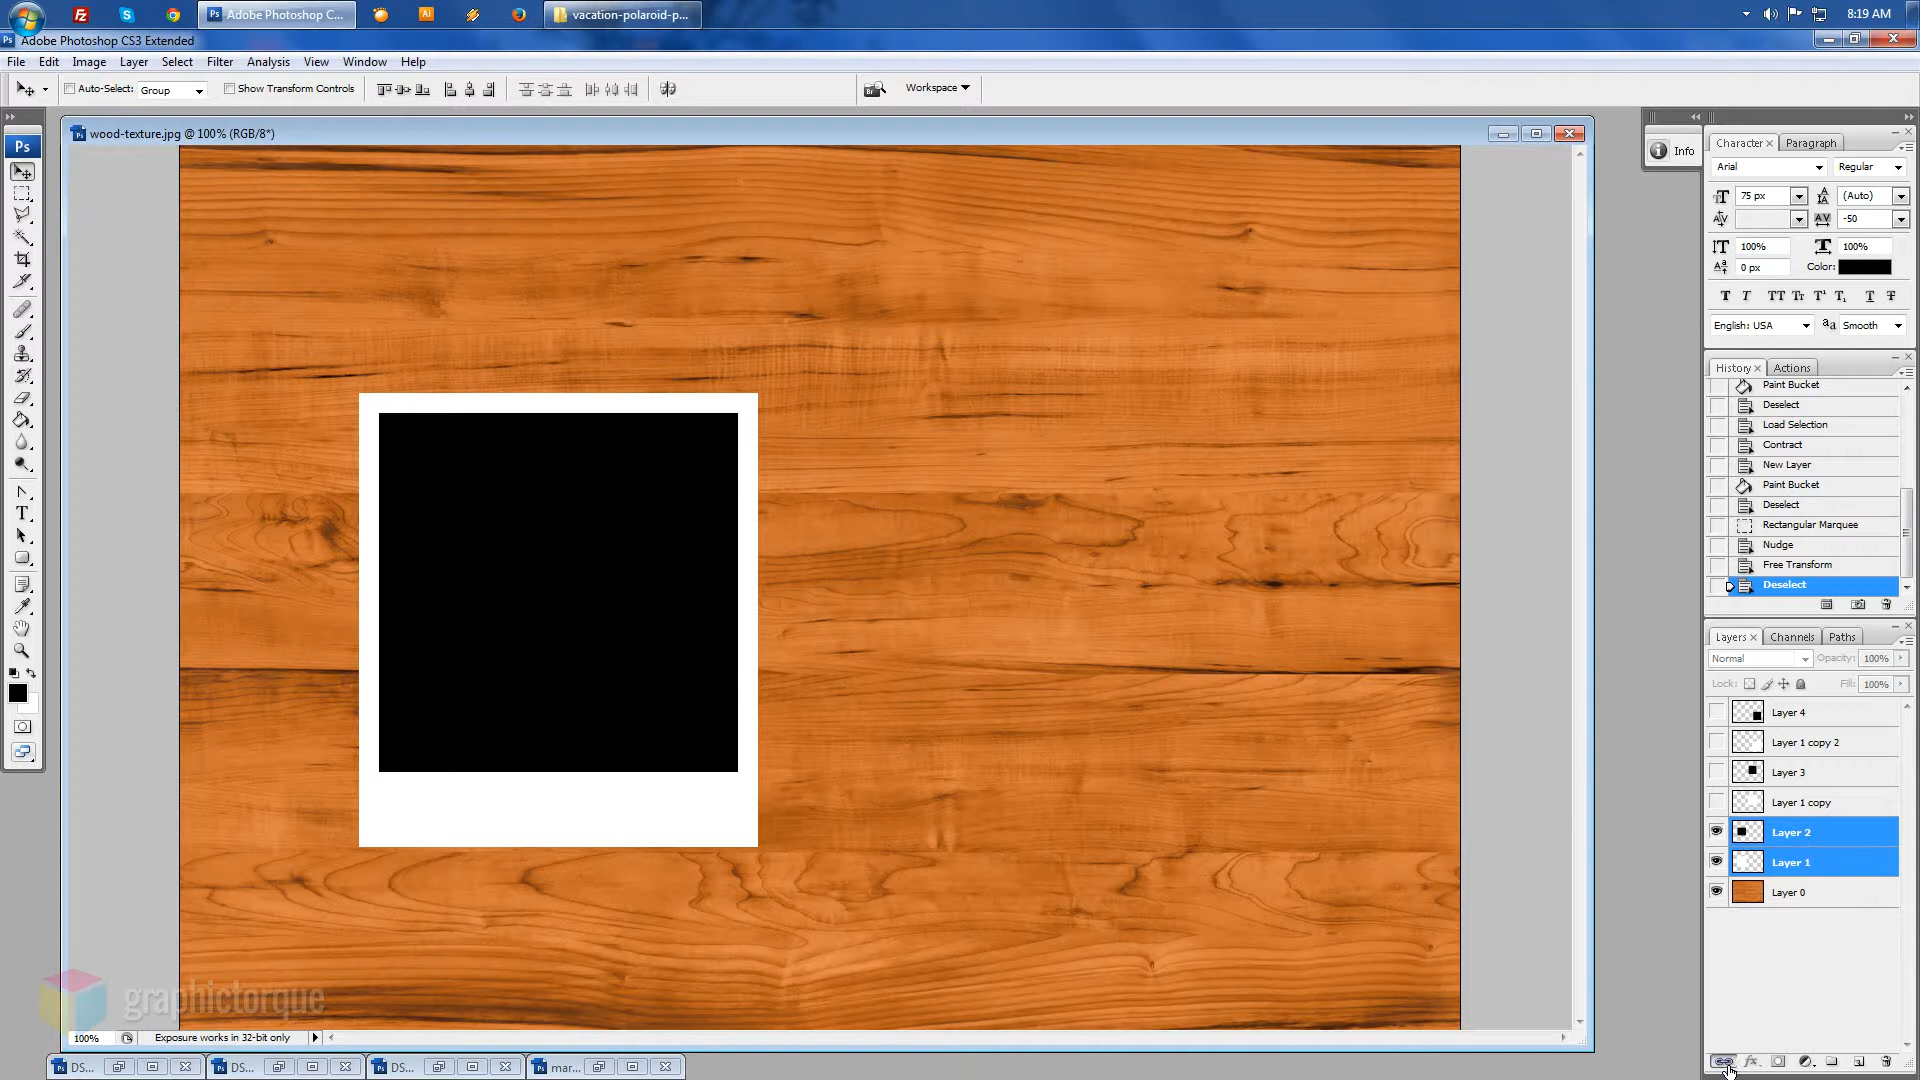 Adobe Photoshop C...
vacation-polaroid-p...
8:19 AM
Ps Adobe Photoshop CS3 Extended
File Edit Image Layer Select Filter Analysis View Window Help
Auto-Select: Group Show Transform Controls Workspace
wood-texture.jpg @ 100% (RGB/8*)
Ps
Info
Character Paragraph
Arial Regular
75 px (Auto)
-50
100% 100%
0 px Color:
English: USA aa Smooth
History Actions
Paint Bucket
Deselect
Load Selection
Contract
New Layer
Paint Bucket
Deselect
Rectangular Marquee
Nudge
Free Transform
Deselect
Layers Channels Paths
Normal Opacity: 100%
Lock: Fill: 100%
Layer 4
Layer 1 copy 2
Layer 3
Layer 1 copy
Layer 2
Layer 1
Layer 0
graphictorque
100% Exposure works in 32-bit only
DS... DS... DS... mar...